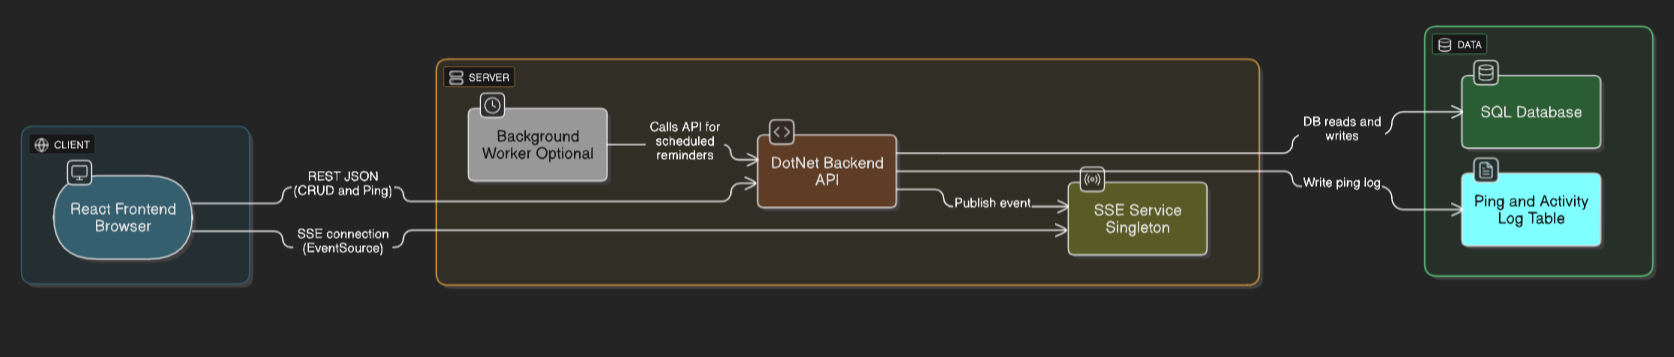 CLIENT
React Frontend
Browser
REST JSON
(CRUD and Ping)
SSE connection
(EventSource)
SERVER
Background
Worker Optional
Calls API for
scheduled
reminders
DotNet Backend
API
Publish event
SSE Service
Singleton
DB reads and
writes
Write ping log
DATA
SQL Database
Ping and Activity
Log Table